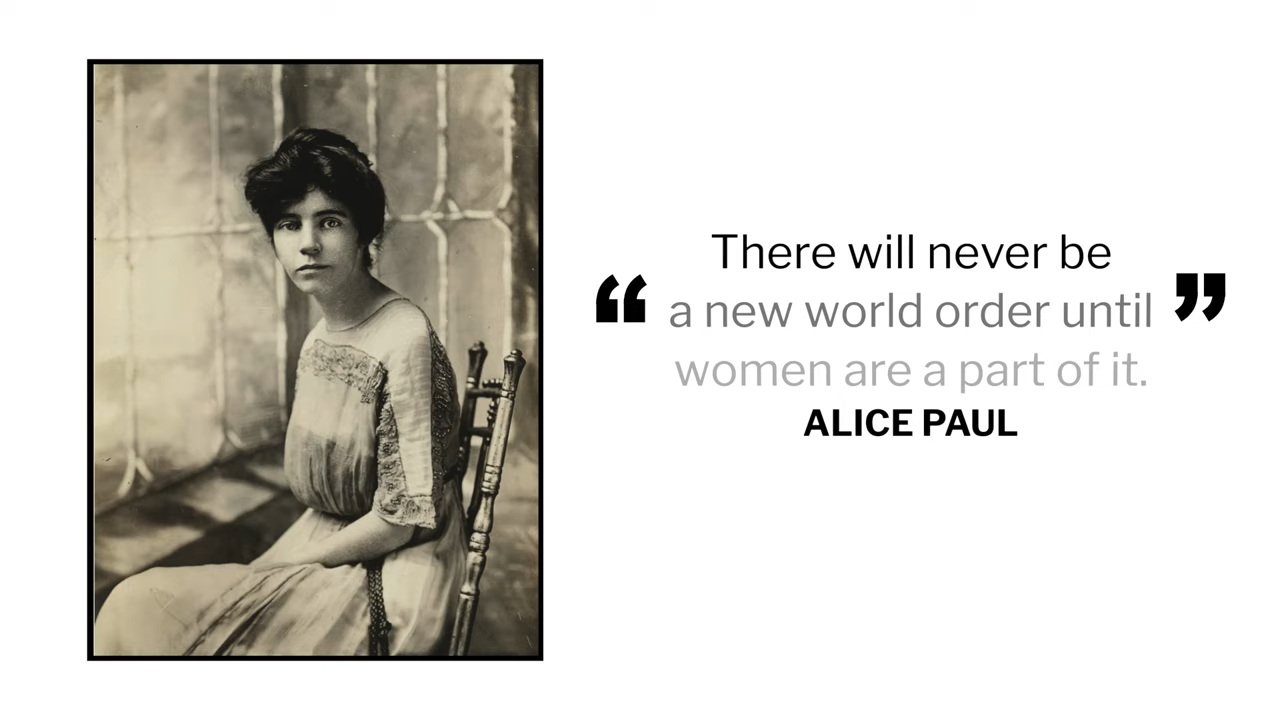 There will never be
“ a new world order until ”
women are a part of it.
ALICE PAUL